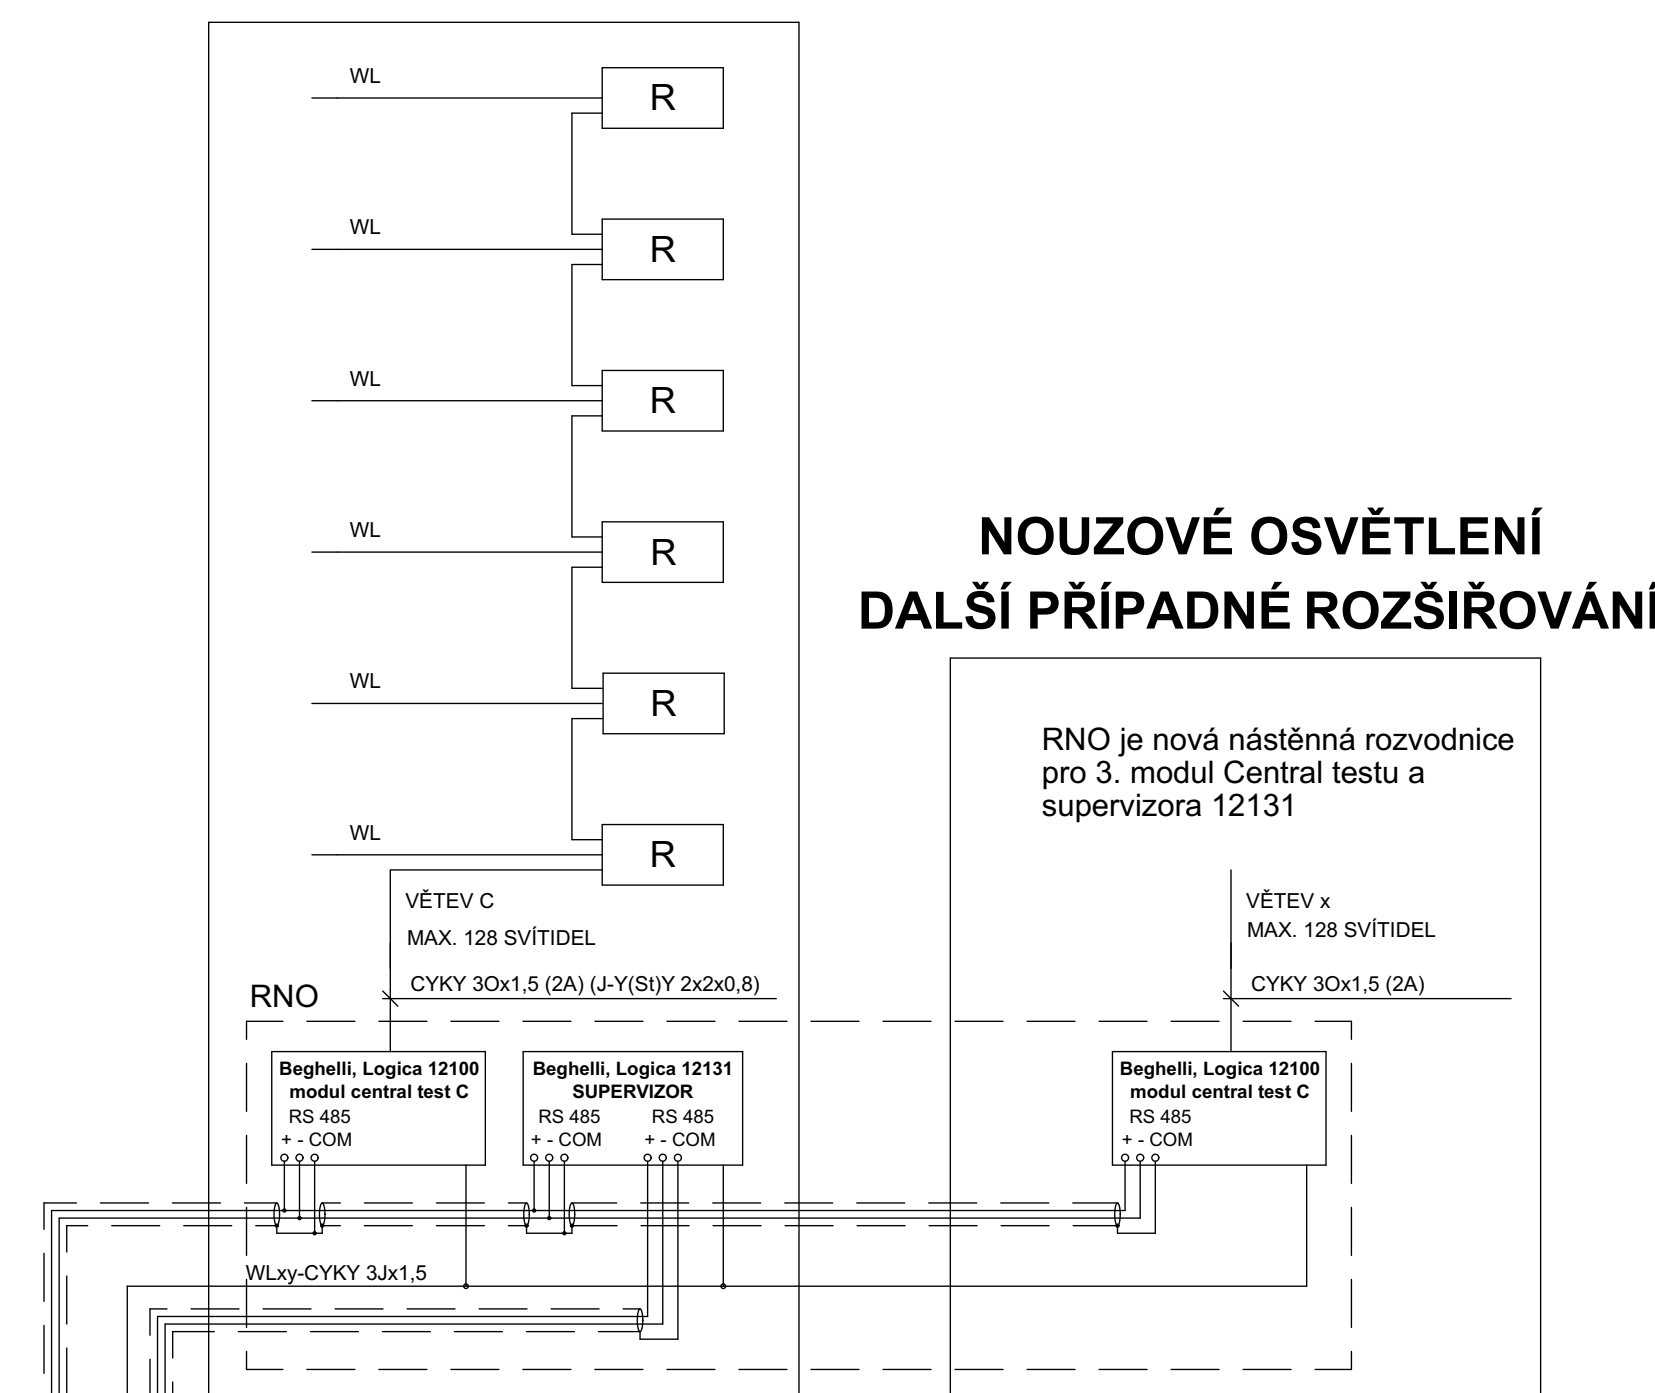 WL
R
WL
R
WL
R
WL
R
WL
R
WL
R
VĚTEV C
MAX. 128 SVÍTIDEL
CYKY 3Ox1,5 (2A) (J-Y(St)Y 2x2x0,8)
NOUZOVÉ OSVĚTLENÍ
DALŠÍ PŘÍPADNÉ ROZŠIŘOVÁNÍ
RNO je nová nástěnná rozvodnice
pro 3. modul Central testu a
supervizora 12131
VĚTEV x
MAX. 128 SVÍTIDEL
CYKY 3Ox1,5 (2A)
RNO
Beghelli, Logica 12100
modul central test C
RS 485
+ - COM
Beghelli, Logica 12131
SUPERVIZOR
RS 485 RS 485
+ - COM + - COM
Beghelli, Logica 12100
modul central test C
RS 485
+ - COM
WLxy-CYKY 3Jx1,5